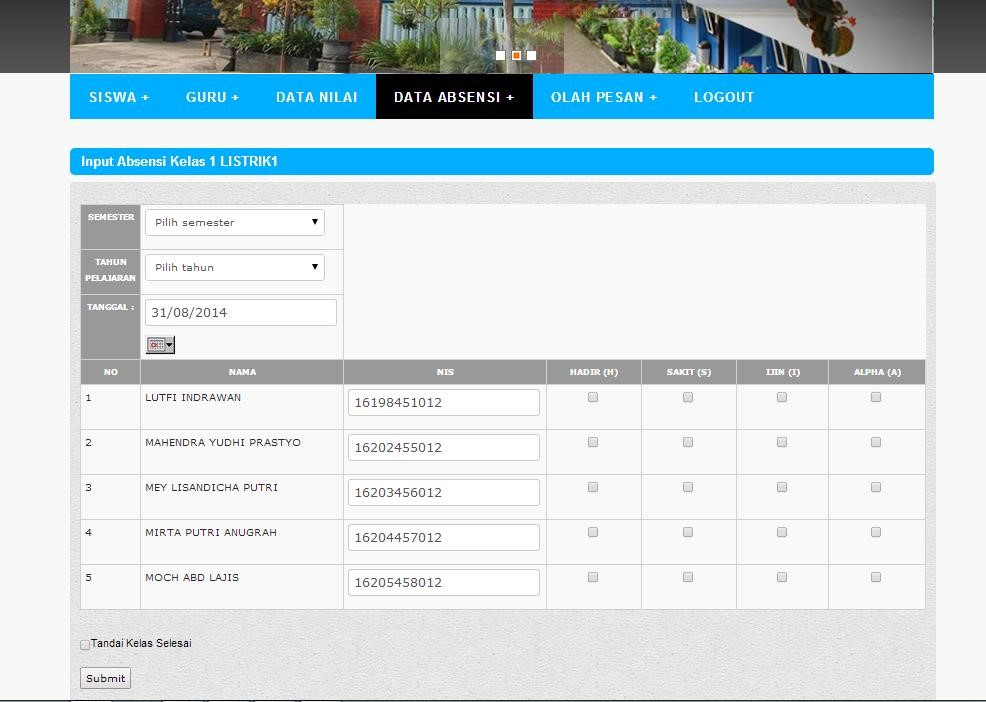 SISWA + GURU + DATA NILAI DATA ABSENSI + OLAH PESAN + LOGOUT
Input Absensi Kelas 1 LISTRIK1
SEMESTER Pilih semester
TAHUN PELAJARAN Pilih tahun
TANGGAL : 31/08/2014
NO NAMA NIS HADIR (H) SAKIT (S) IJIN (I) ALPHA (A)
1 LUTFI INDRAWAN 16198451012
2 MAHENDRA YUDHI PRASTYO 16202455012
3 MEY LISANDICHA PUTRI 16203456012
4 MIRTA PUTRI ANUGRAH 16204457012
5 MOCH ABD LAJIS 16205458012
Tandai Kelas Selesai
Submit